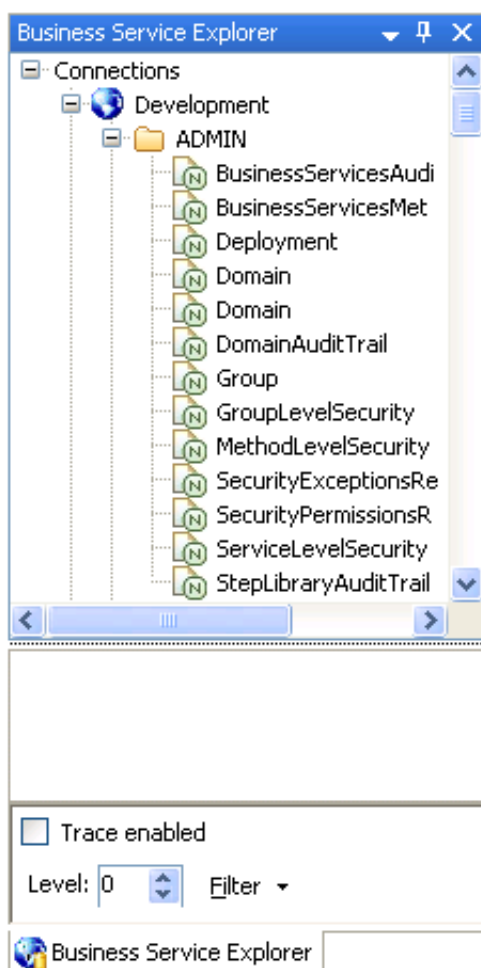 Business Service Explorer
Connections
Development
ADMIN
BusinessServicesAudi
BusinessServicesMet
Deployment
Domain
Domain
DomainAuditTrail
Group
GroupLevelSecurity
MethodLevelSecurity
SecurityExceptionsRe
SecurityPermissionsR
ServiceLevelSecurity
StepLibraryAuditTrail
Trace enabled
Level: 0 Filter
Business Service Explorer